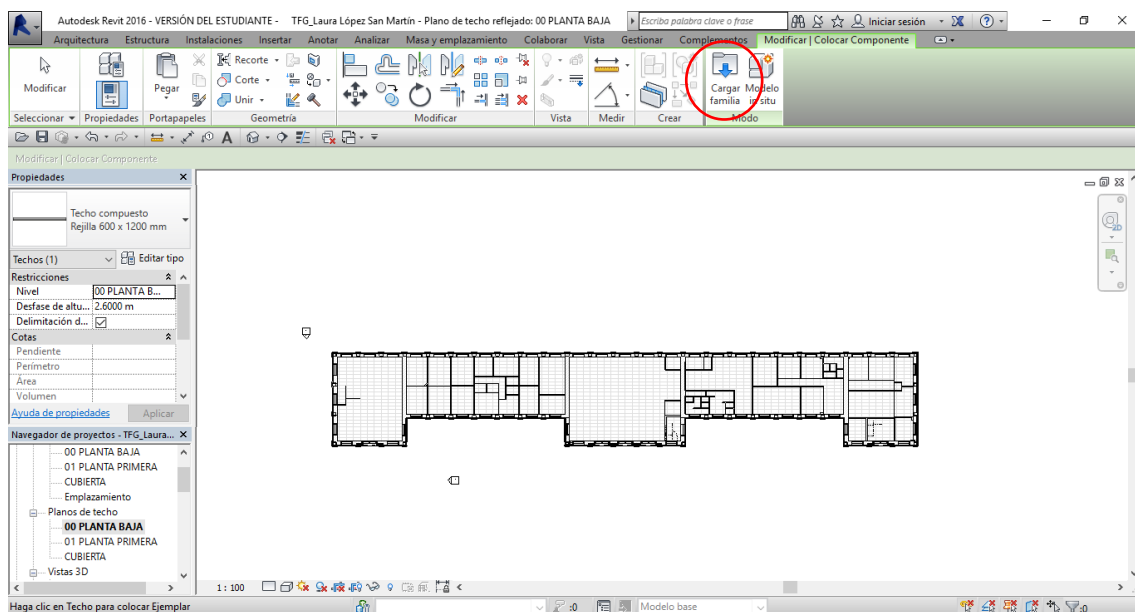 Autodesk Revit 2016 - VERSIÓN DEL ESTUDIANTE - TFG_Laura López San Martín - Plano de techo reflejado: 00 PLANTA BAJA
Escriba palabra clave o frase
Iniciar sesión
Arquitectura Estructura Instalaciones Insertar Anotar Analizar Masa y emplazamiento Colaborar Vista Gestionar Complementos Modificar | Colocar Componente
Modificar
Pegar
Recorte
Corte
Unir
Cargar familia
Modelo in situ
Seleccionar Propiedades Portapapeles Geometría Modificar Vista Medir Crear Modo
Modificar | Colocar Componente
Propiedades
Techo compuesto
Rejilla 600 x 1200 mm
Techos (1) Editar tipo
Restricciones
Nivel 00 PLANTA B...
Desfase de altu... 2.6000 m
Delimitación d...
Cotas
Pendiente
Perímetro
Área
Volumen
Ayuda de propiedades Aplicar
Navegador de proyectos - TFG_Laura...
00 PLANTA BAJA
01 PLANTA PRIMERA
CUBIERTA
Emplazamiento
Planos de techo
00 PLANTA BAJA
01 PLANTA PRIMERA
CUBIERTA
Vistas 3D
2D
1 : 100
Haga clic en Techo para colocar Ejemplar
:0
Modelo base
:0